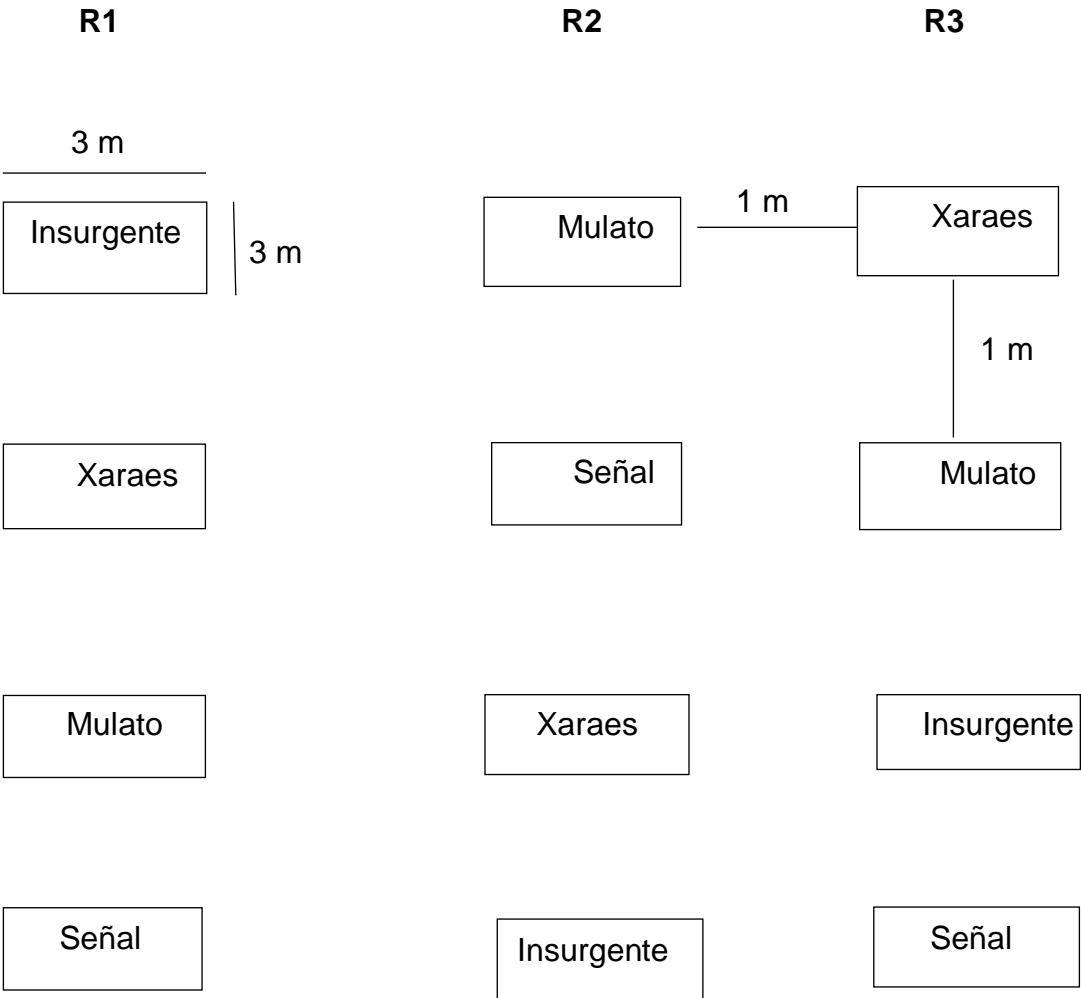 R1 R2 R3
3 m
Insurgente 3 m Mulato 1 m Xaraes
1 m
Xaraes Señal Mulato
Mulato Xaraes Insurgente
Señal Insurgente Señal